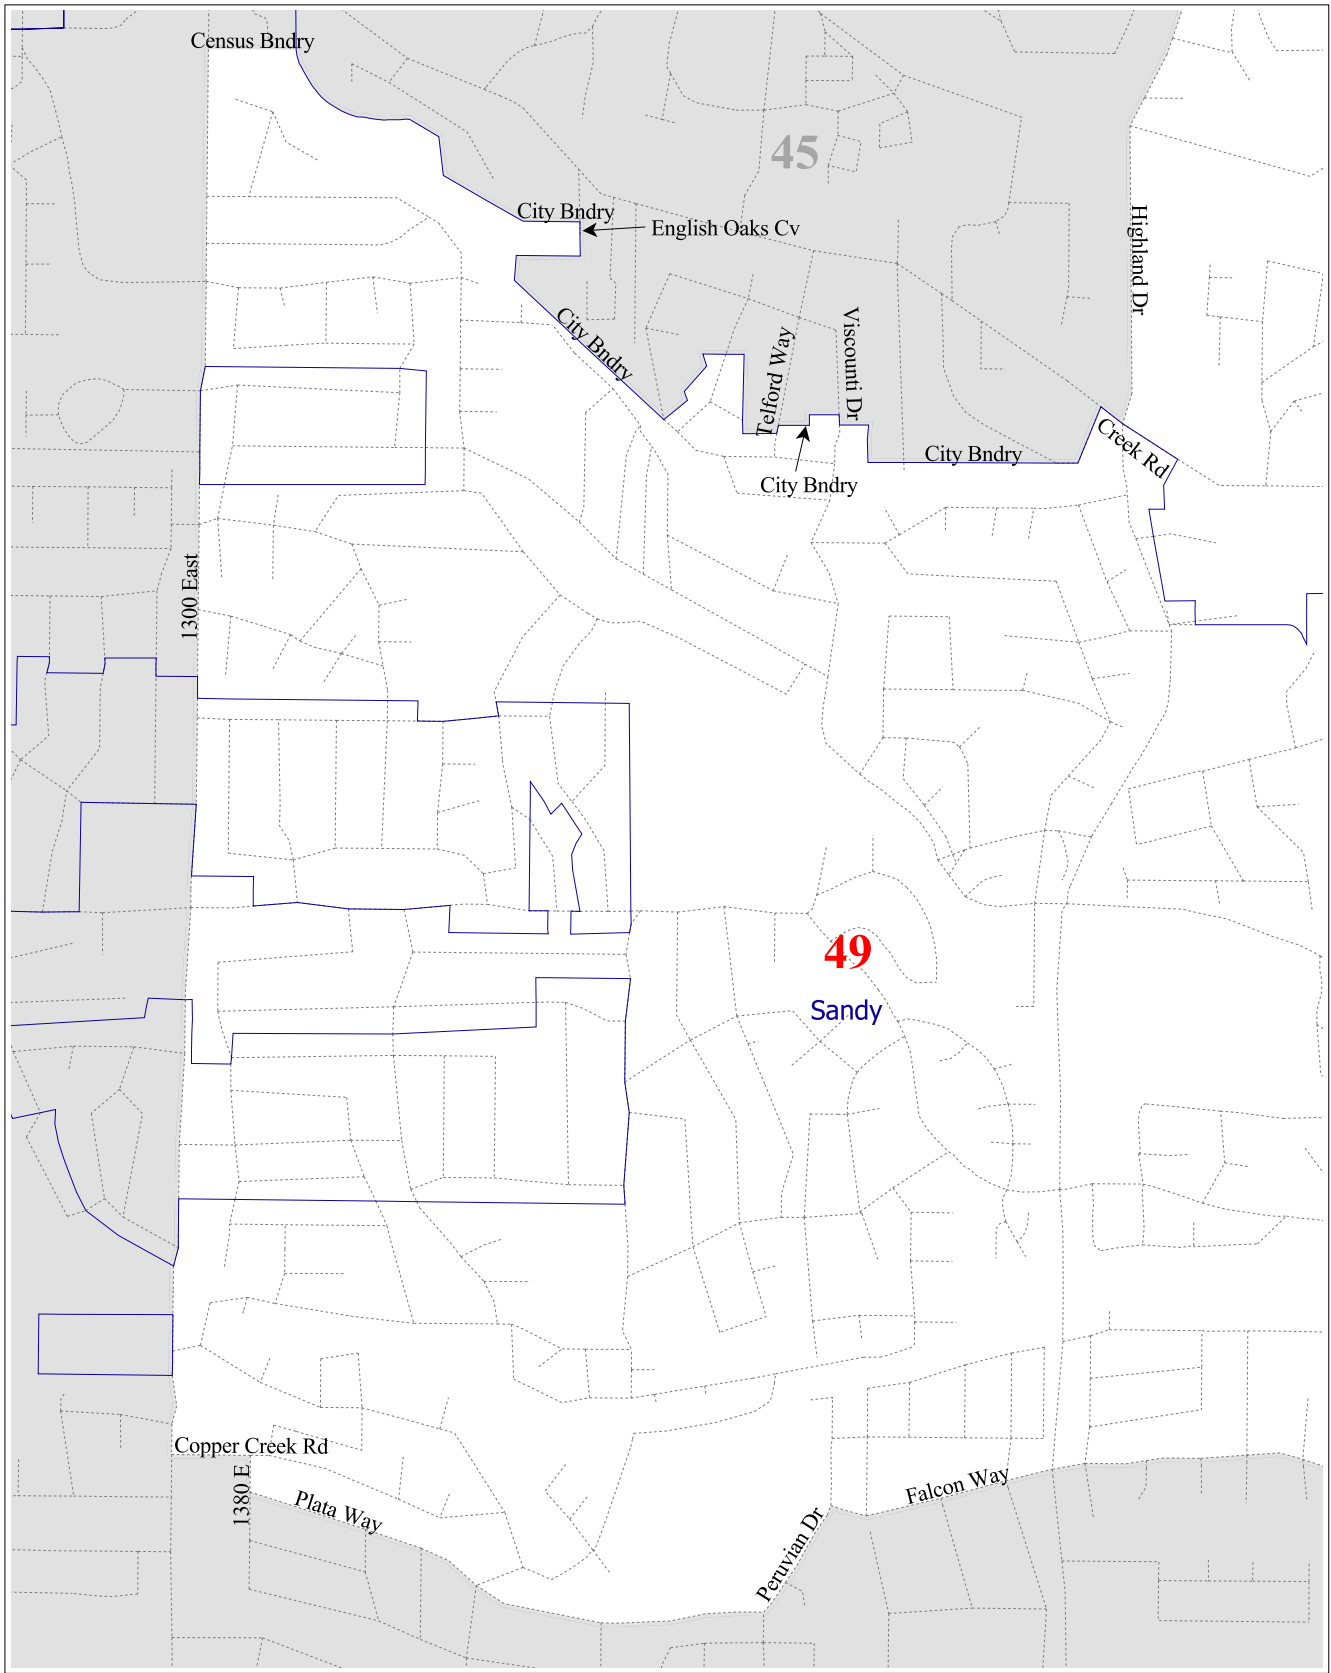 Census Bndry
45
City Bndry
English Oaks Cv
Highland Dr
City Bndry
Telford Way
Viscounti Dr
Creek Rd
City Bndry
City Bndry
1300 East
49
Sandy
Copper Creek Rd
1380 E
Plata Way
Falcon Way
Peruvian Dr